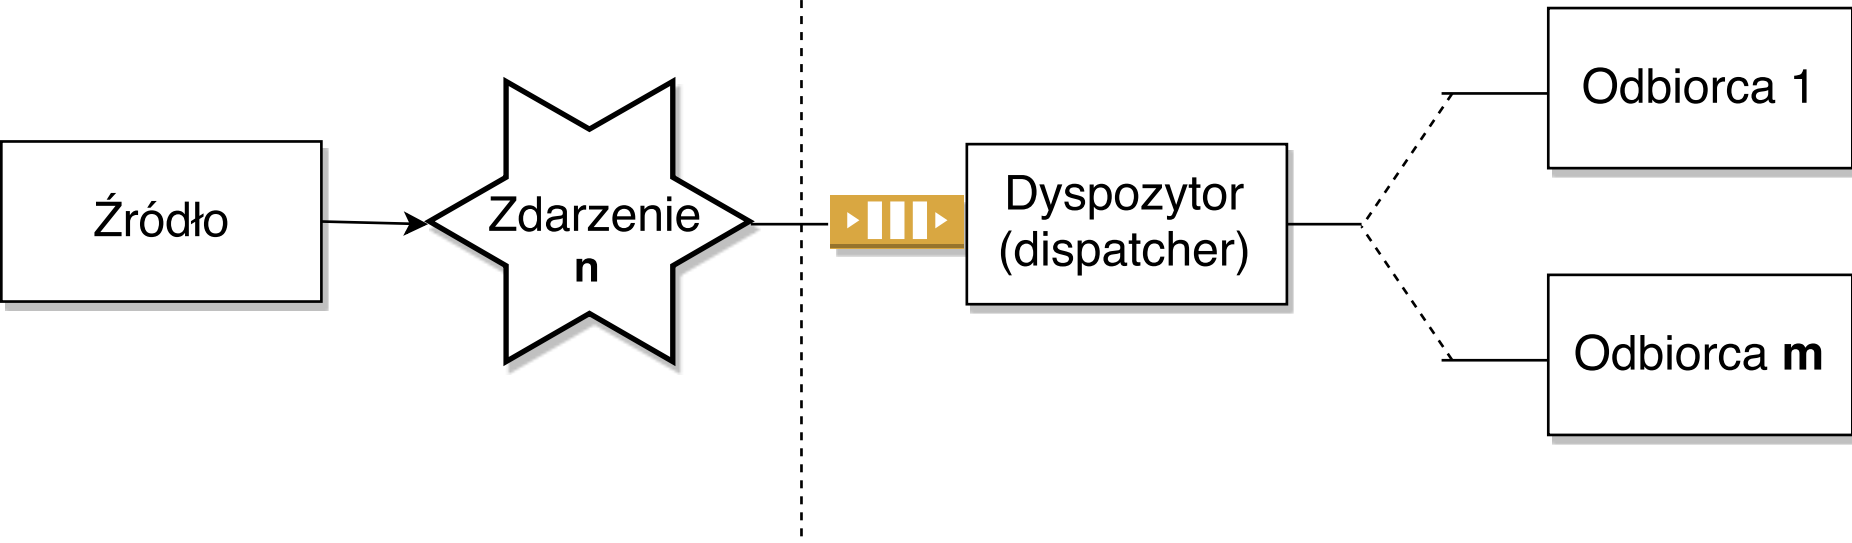 Źródło
Zdarzenie
n
Dyspozytor
(dispatcher)
Odbiorca 1
Odbiorca m